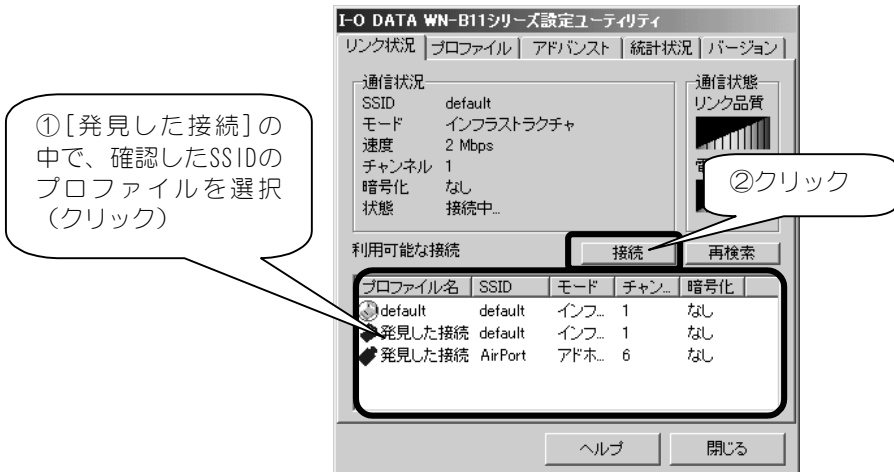 I-O DATA WN-B11シリーズ設定ユーティリティ
リンク状況 プロファイル アドバンスト 統計状況 バージョン
通信状況
SSID default
モード インフラストラクチャ
速度 2 Mbps
チャンネル 1
暗号化 なし
状態 接続中...
通信状態
リンク品質
電
①[発見した接続]の
中で、確認したSSIDの
プロファイルを選択
(クリック)
②クリック
利用可能な接続
接続 再検索
プロファイル名 SSID モード チャン... 暗号化
default default インフ... 1 なし
発見した接続 default インフ... 1 なし
発見した接続 AirPort アドホ... 6 なし
ヘルプ 閉じる